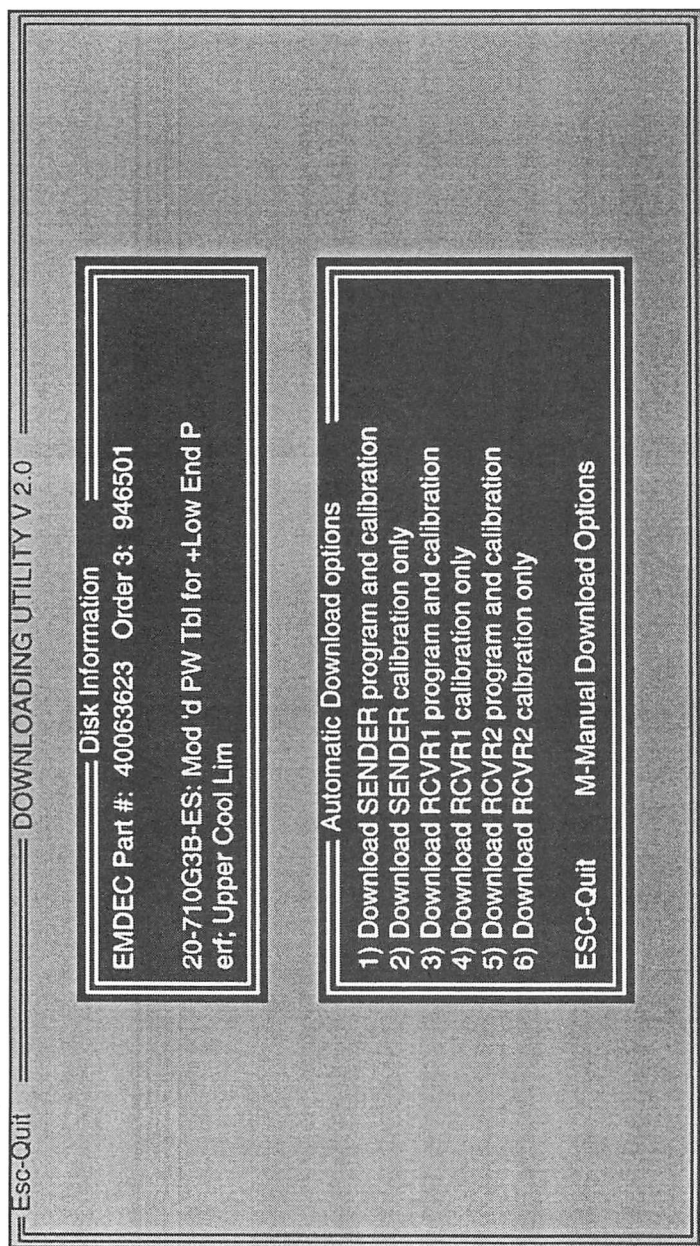 Esc-Quit DOWNLOADING UTILITY V 2.0
Disk Information
EMDEC Part #: 40063623 Order 3: 946501
20-710G3B-ES: Mod 'd PW Tbl for +Low End P
erf; Upper Cool Lim
Automatic Download options
1) Download SENDER program and calibration
2) Download SENDER calibration only
3) Download RCVR1 program and calibration
4) Download RCVR1 calibration only
5) Download RCVR2 program and calibration
6) Download RCVR2 calbration only
ESC-Quit M-Manual Download Options